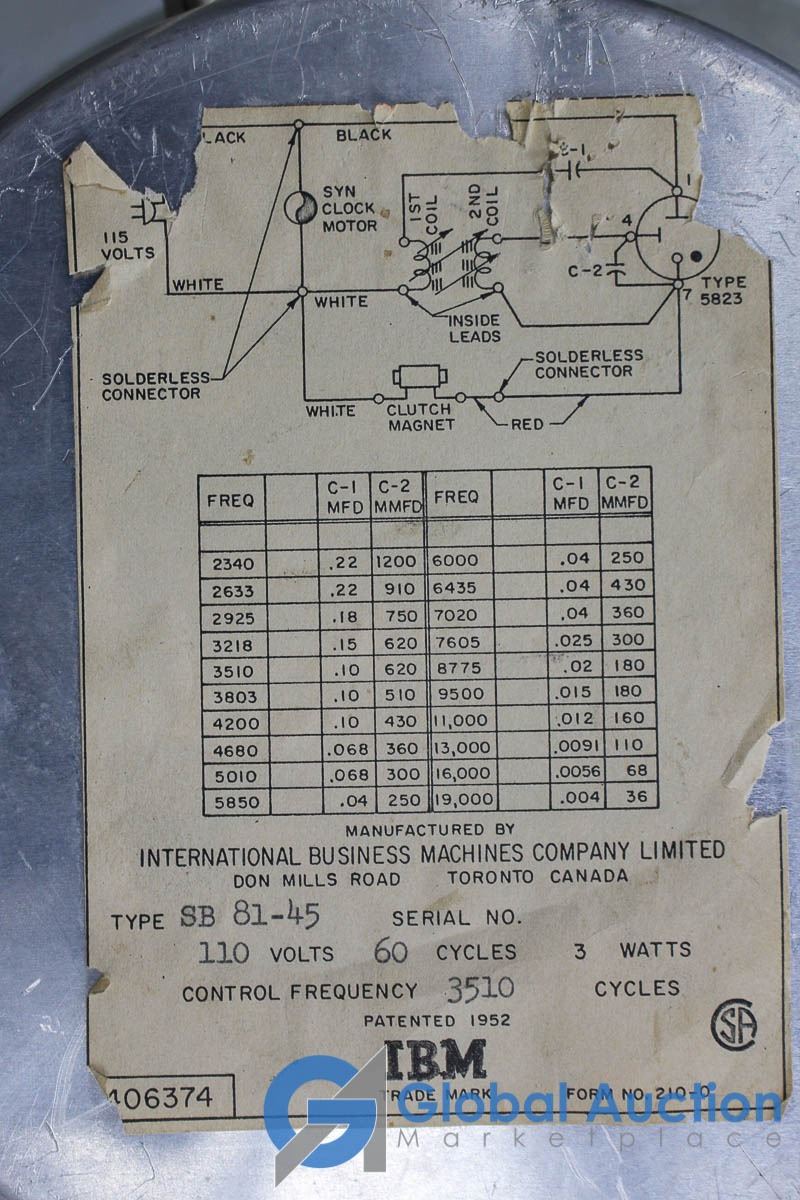 BLACK
SYN
CLOCK
MOTOR
1ST
COIL
2ND
COIL
1
4
C-2
7
TYPE
5823
115
VOLTS
WHITE
WHITE
INSIDE
LEADS
SOLDERLESS
CONNECTOR
SOLDERLESS
CONNECTOR
WHITE
CLUTCH
MAGNET
RED
FREQ C-1 MFD C-2 MMFD FREQ C-1 MFD C-2 MMFD
2340 .22 1200 6000 .04 250
2633 .22 910 6435 .04 430
2925 .18 750 7020 .04 360
3218 .15 620 7605 .025 300
3510 .10 620 8775 .02 180
3803 .10 510 9500 .015 180
4200 .10 430 11,000 .012 160
4680 .068 360 13,000 .0091 110
5010 .068 300 16,000 .0056 68
5850 .04 250 19,000 .004 36
MANUFACTURED BY
INTERNATIONAL BUSINESS MACHINES COMPANY LIMITED
DON MILLS ROAD TORONTO CANADA
TYPE SB 81-45 SERIAL NO.
110 VOLTS 60 CYCLES 3 WATTS
CONTROL FREQUENCY 3510 CYCLES
PATENTED 1952
CSA
IBM
406374
TRADE MARK FORM NO. 210-0
Global Auction
Marketplace